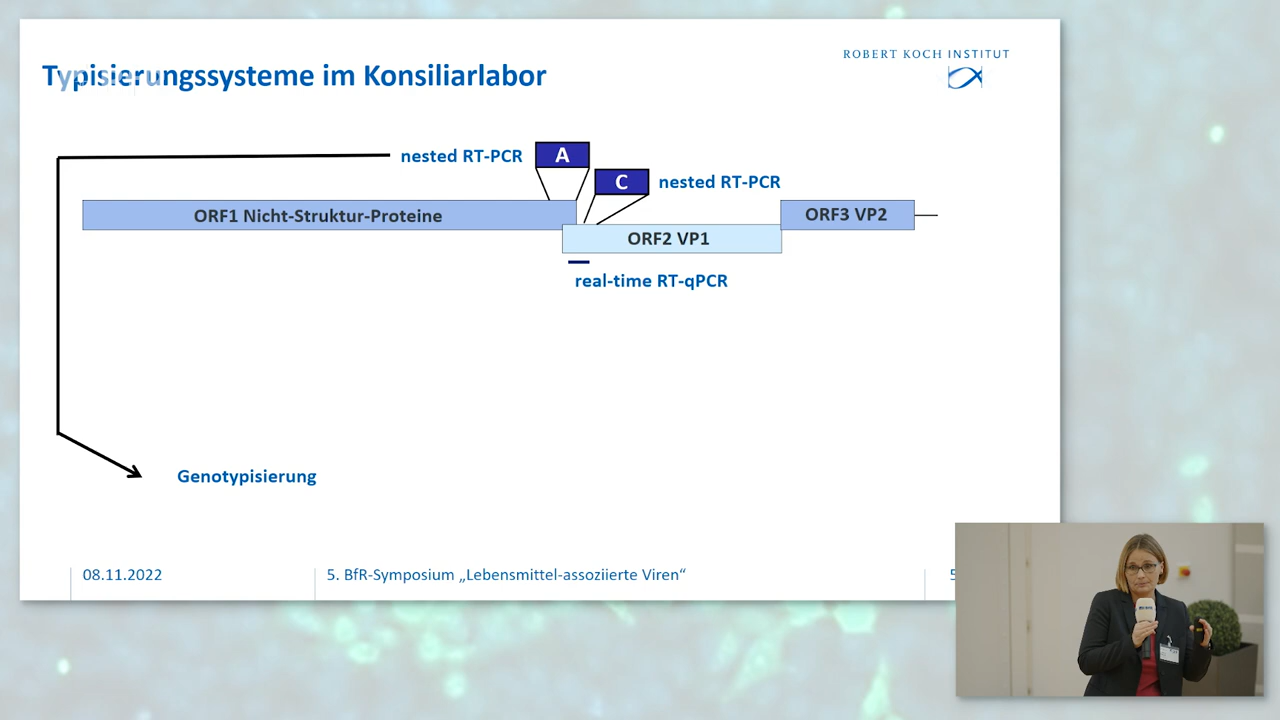 ROBERT KOCH INSTITUT
Typisierungssysteme im Konsiliarlabor
nested RT-PCR
A
C
nested RT-PCR
ORF1 Nicht-Struktur-Proteine
ORF3 VP2
ORF2 VP1
real-time RT-qPCR
Genotypisierung
08.11.2022
5. BfR-Symposium „Lebensmittel-assoziierte Viren“
5